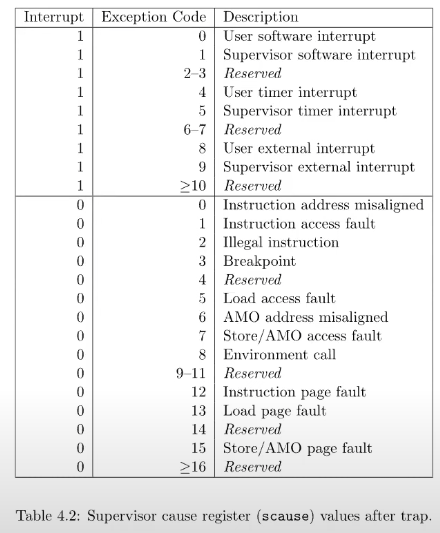 Interrupt Exception Code Description
1 0 User software interrupt
1 1 Supervisor software interrupt
1 2–3 Reserved
1 4 User timer interrupt
1 5 Supervisor timer interrupt
1 6–7 Reserved
1 8 User external interrupt
1 9 Supervisor external interrupt
1 ≥10 Reserved
0 0 Instruction address misaligned
0 1 Instruction access fault
0 2 Illegal instruction
0 3 Breakpoint
0 4 Reserved
0 5 Load access fault
0 6 AMO address misaligned
0 7 Store/AMO access fault
0 8 Environment call
0 9–11 Reserved
0 12 Instruction page fault
0 13 Load page fault
0 14 Reserved
0 15 Store/AMO page fault
0 ≥16 Reserved
Table 4.2: Supervisor cause register (scause) values after trap.